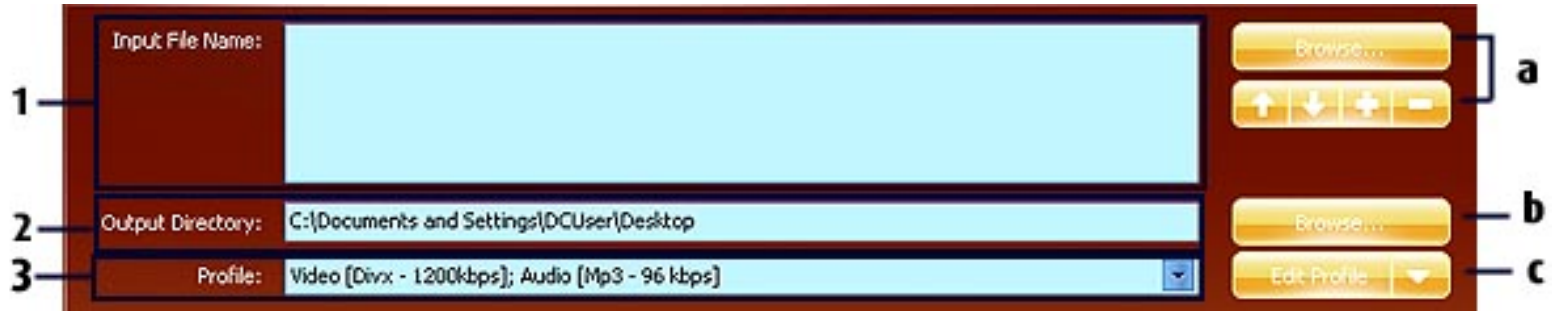 Input File Name:
Browse...
a
1
Output Directory: C:\Documents and Settings\DCUser\Desktop
Browse...
b
2
Profile: Video [Divx - 1200kbps]; Audio [Mp3 - 96 kbps]
Edit Profile
c
3